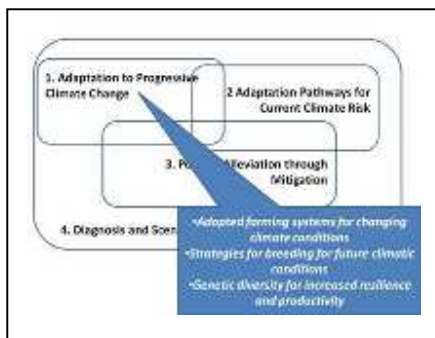 1. Adaptation to Progressive
Climate Change
2 Adaptation Pathways for
Current Climate Risk
3. Alleviation through
Mitigation
4. Diagnosis and
•Adapted farming systems for changing
climate conditions
•Strategies for breeding for future climatic
conditions
•Genetic diversity for increased resilience
and productivity